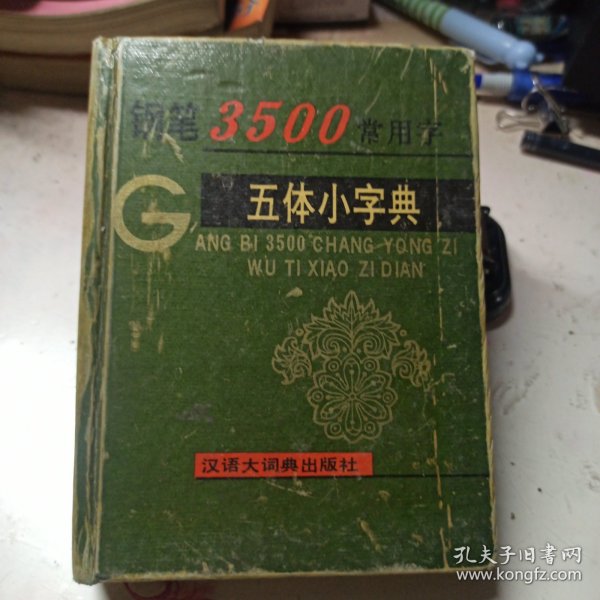 钢笔3500常用字
五体小字典
GANG BI 3500 CHANG YONG ZI
WU TI XIAO ZI DIAN
汉语大词典出版社
孔夫子旧书网
www.kongfz.com